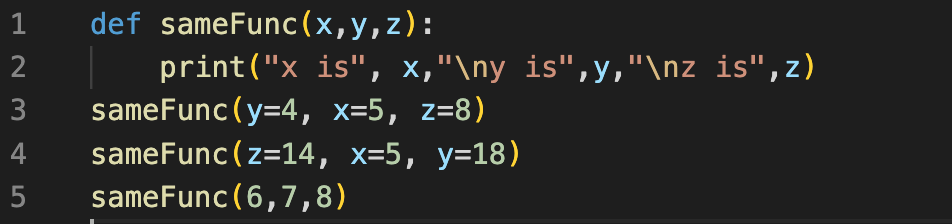 1 def sameFunc(x,y,z):
2 print("x is", x,"\ny is",y,"\nz is",z)
3 sameFunc(y=4, x=5, z=8)
4 sameFunc(z=14, x=5, y=18)
5 sameFunc(6,7,8)